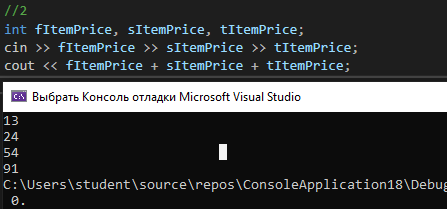 //2
int fItemPrice, sItemPrice, tItemPrice;
cin >> fItemPrice >> sItemPrice >> tItemPrice;
cout << fItemPrice + sItemPrice + tItemPrice;
C:\ Выбрать Консоль отладки Microsoft Visual Studio
13
24
54
91
C:\Users\student\source\repos\ConsoleApplication18\Debug
0.